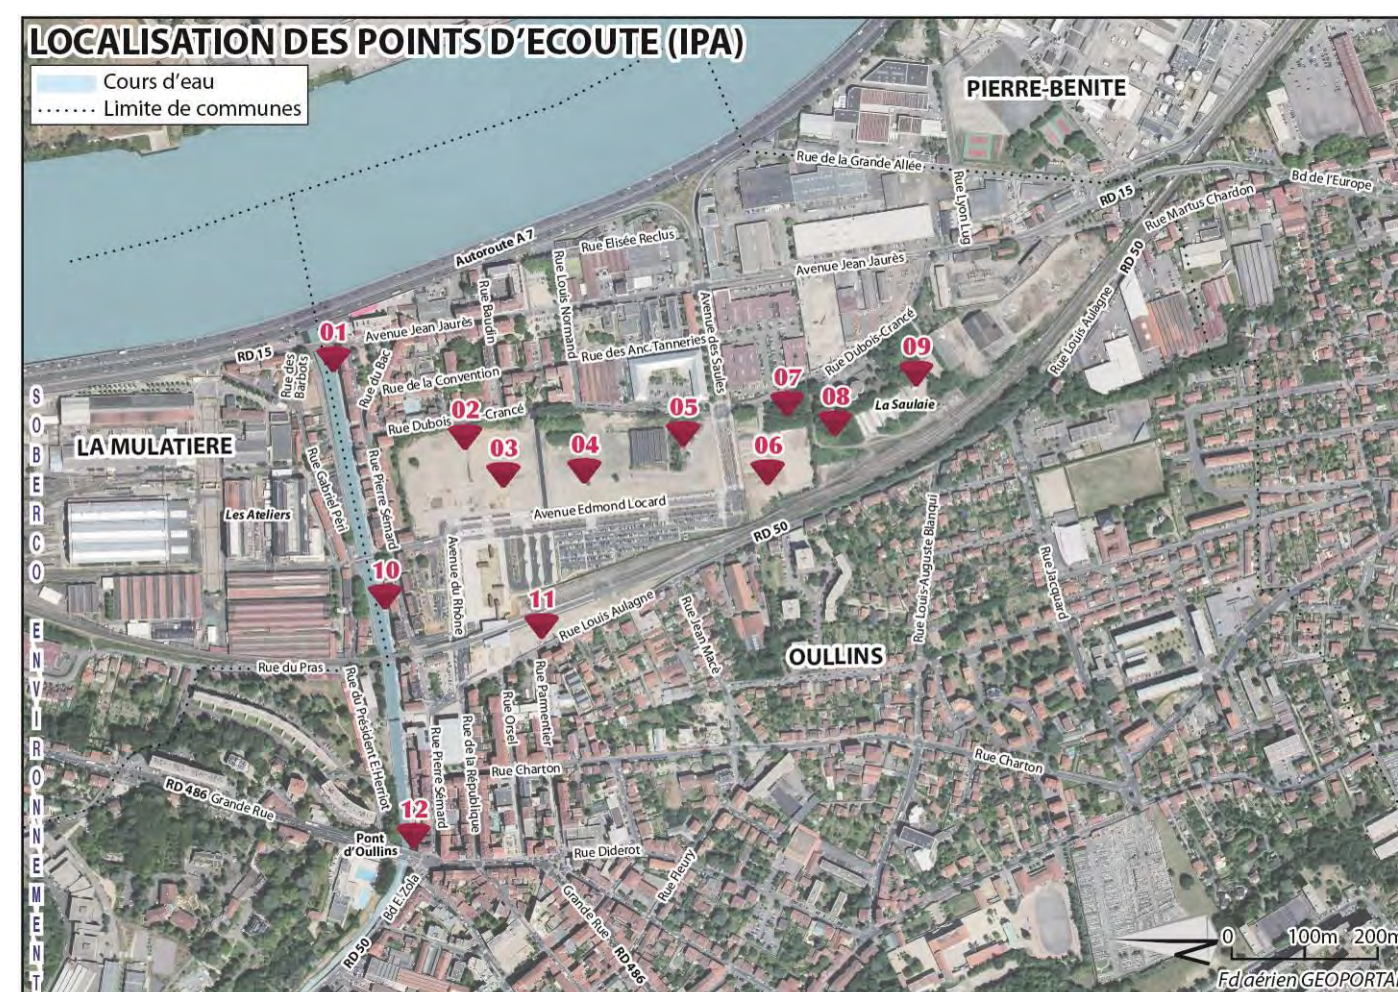 LOCALISATION DES POINTS D'ECOUTE (IPA)
Cours d'eau
Limite de communes
PIERRE-BENITE
Rue de la Grande Allée
Rue Lyon Lug
RD 15
Bd de l'Europe
Rue Martus Chardon
RD 50
Rue Elisée Reclus
Autoroute A 7
Rue Louis Normand
Avenue Jean Jaurès
Rue Baudin
Avenue des Saules
Rue Louis Aulagne
01
Avenue Jean Jaurès
RD 15
Rue des Barbots
Rue du Bac
Rue des Anc. Tanneries
Rue de la Convention
Rue Dubois-Crancé
09
07
08
La Saulaie
02
Rue Dubois-Crancé
05
03
04
06
LA MULATIERE
Rue Gabriel Péri
Rue Pierre Sémard
Les Ateliers
Avenue Edmond Locard
RD 50
Rue Louis-Auguste Blanqui
Rue Jacquard
10
Avenue du Rhône
11
Rue Louis Aulagne
Rue Jean Macé
OULLINS
Rue du Pras
Rue du Président E. Herriot
Rue Parmentier
Rue Orsel
Rue de la République
Rue Pierre Sémard
Rue Charton
Rue Charton
RD 486 Grande Rue
12
Pont
d'Oullins
Rue Diderot
Rue Fleury
Bd E. Zola
Grande Rue
RD 486
RD 50
SOBERCO ENVIRONNEMENT
0 100m 200m
Fd aérien GEOPORTA